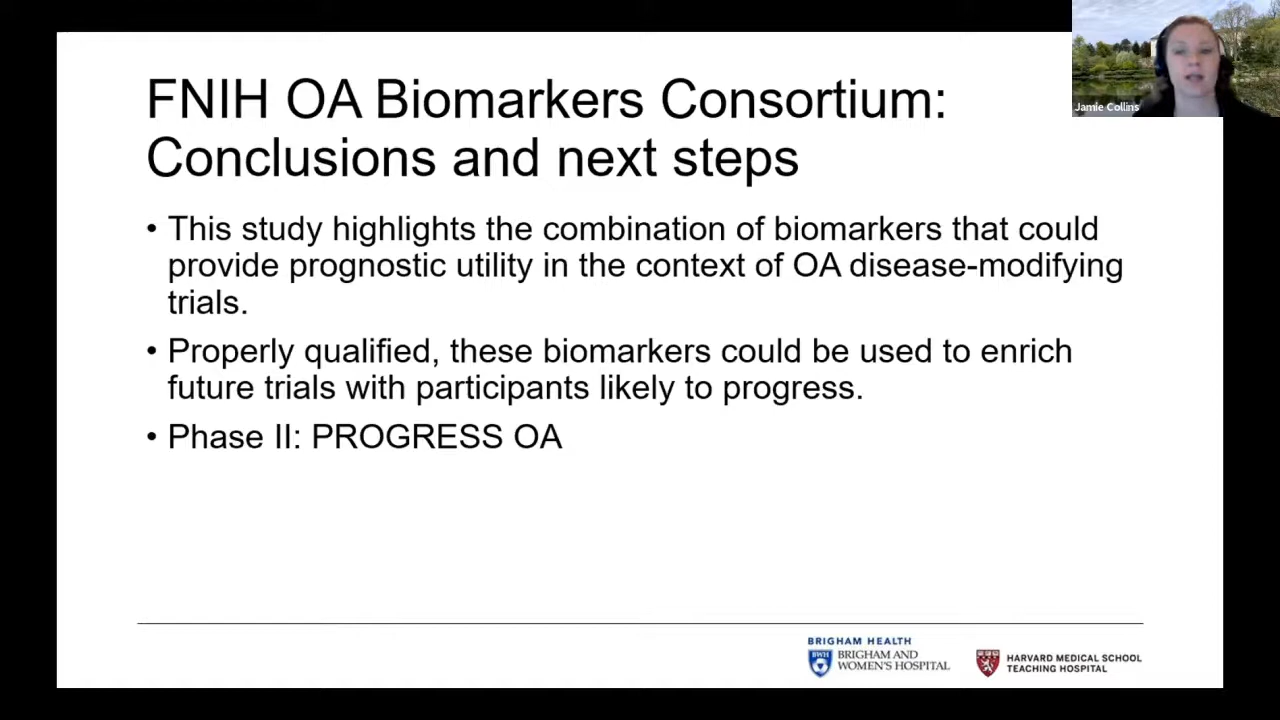 FNIH OA Biomarkers Consortium:
Conclusions and next steps
• This study highlights the combination of biomarkers that could
provide prognostic utility in the context of OA disease-modifying
trials.
• Properly qualified, these biomarkers could be used to enrich
future trials with participants likely to progress.
• Phase II: PROGRESS OA
Jamie Collins
BRIGHAM HEALTH
BWH
BRIGHAM AND
WOMEN'S HOSPITAL
HARVARD MEDICAL SCHOOL
TEACHING HOSPITAL